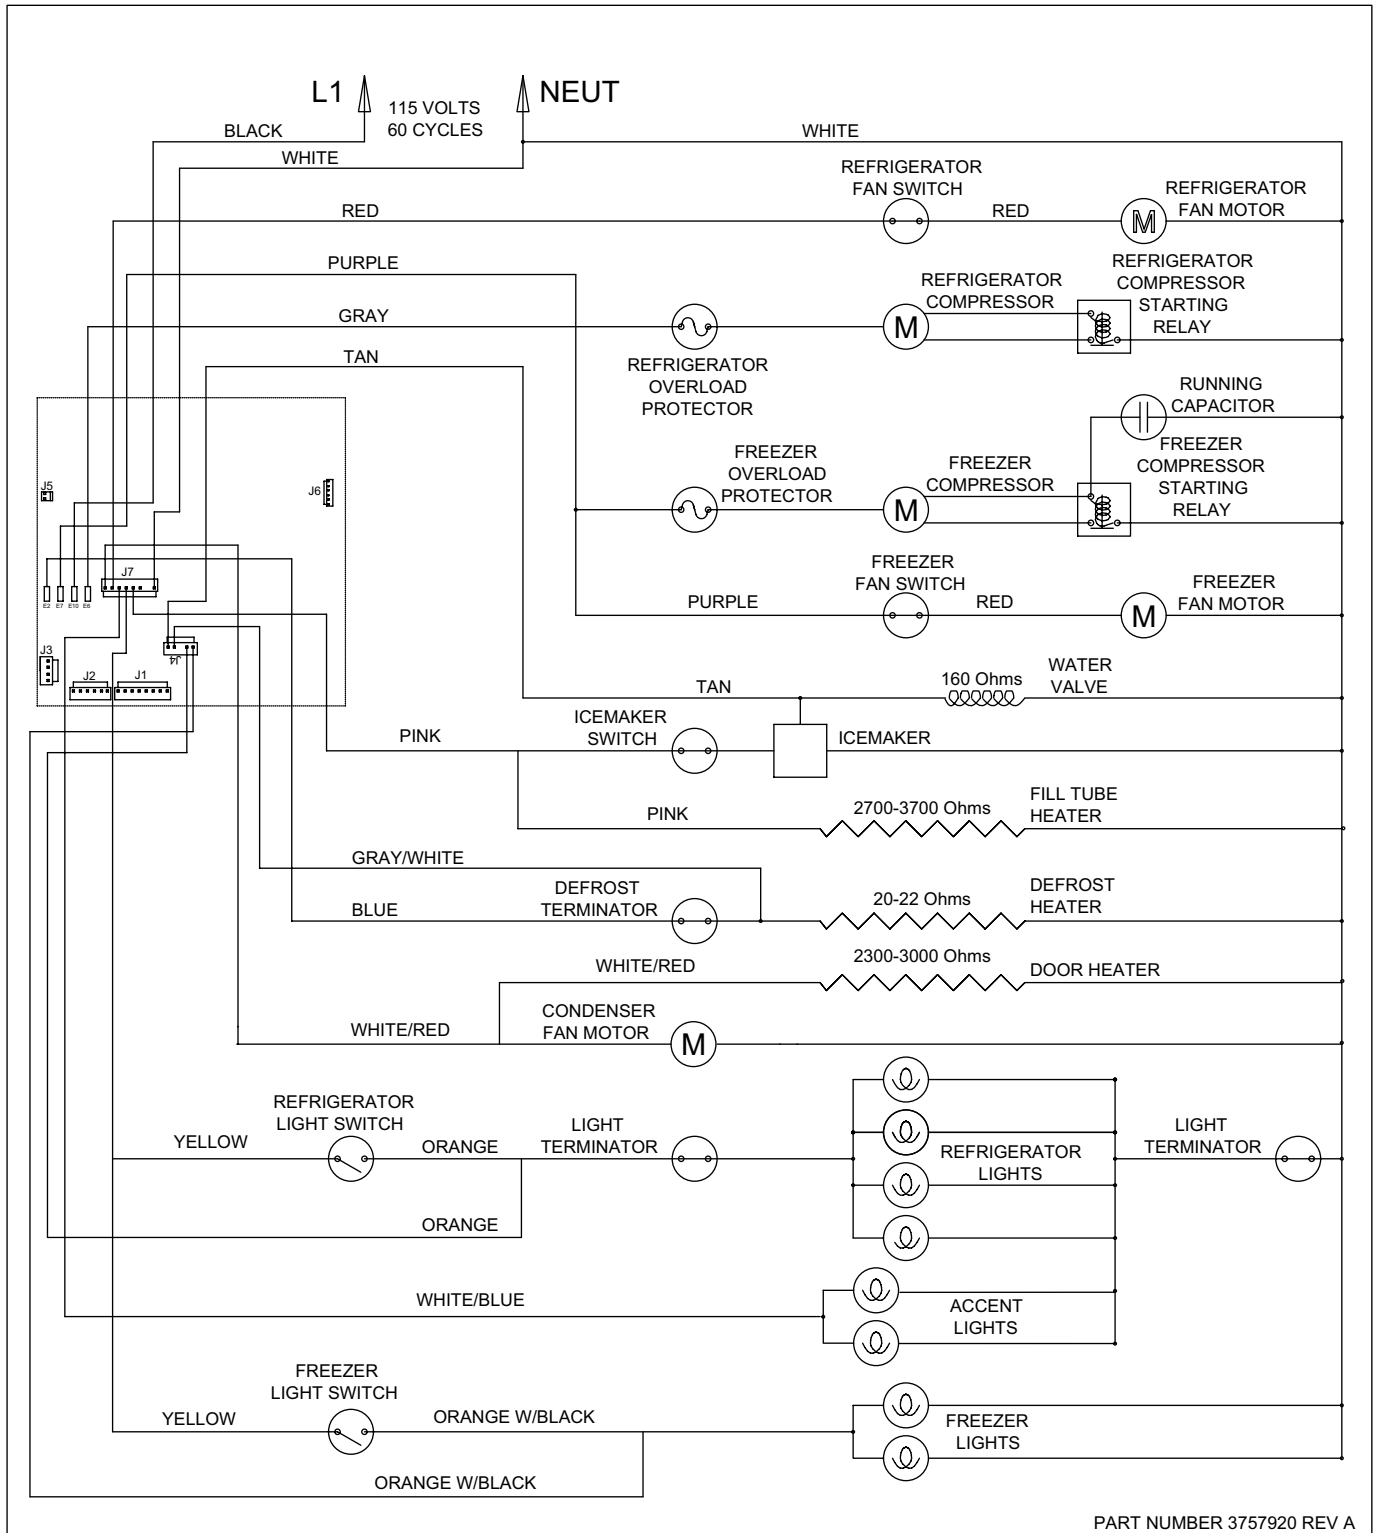 L1
115 VOLTS
60 CYCLES
NEUT
BLACK
WHITE
WHITE
REFRIGERATOR
FAN SWITCH
RED
RED
REFRIGERATOR
FAN MOTOR
M
PURPLE
REFRIGERATOR
COMPRESSOR
REFRIGERATOR
COMPRESSOR
STARTING
RELAY
GRAY
M
TAN
REFRIGERATOR
OVERLOAD
PROTECTOR
RUNNING
CAPACITOR
FREEZER
OVERLOAD
PROTECTOR
FREEZER
COMPRESSOR
FREEZER
COMPRESSOR
STARTING
RELAY
M
J5
J6
J7
E2
E7
E10
E6
FREEZER
FAN SWITCH
PURPLE
RED
FREEZER
FAN MOTOR
M
J3
J4
J2
J1
TAN
160 Ohms
WATER
VALVE
PINK
ICEMAKER
SWITCH
ICEMAKER
PINK
2700-3700 Ohms
FILL TUBE
HEATER
GRAY/WHITE
BLUE
DEFROST
TERMINATOR
20-22 Ohms
DEFROST
HEATER
WHITE/RED
2300-3000 Ohms
DOOR HEATER
WHITE/RED
CONDENSER
FAN MOTOR
M
REFRIGERATOR
LIGHT SWITCH
YELLOW
ORANGE
LIGHT
TERMINATOR
REFRIGERATOR
LIGHTS
LIGHT
TERMINATOR
ORANGE
WHITE/BLUE
ACCENT
LIGHTS
FREEZER
LIGHT SWITCH
YELLOW
ORANGE W/BLACK
FREEZER
LIGHTS
ORANGE W/BLACK
PART NUMBER 3757920 REV A